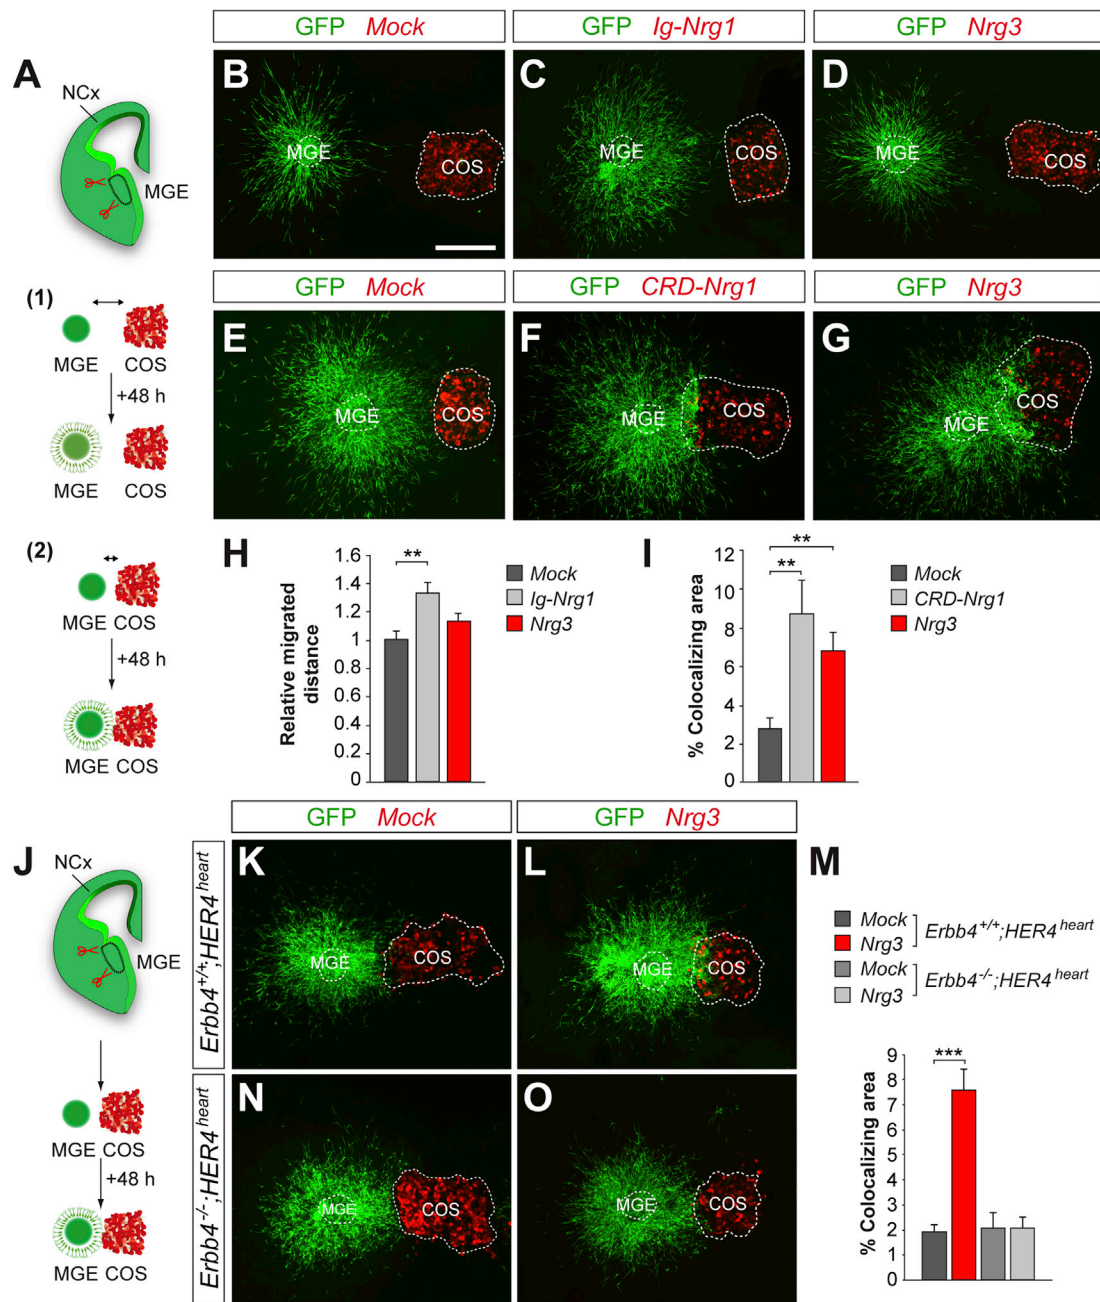 GFP Mock
GFP Ig-Nrg1
GFP Nrg3
A
NCx
MGE
B
MGE
COS
C
MGE
COS
D
MGE
COS
(1)
MGE COS
+48 h
MGE COS
GFP Mock
GFP CRD-Nrg1
GFP Nrg3
E
MGE
COS
F
MGE
COS
G
MGE
COS
(2)
MGE COS
+48 h
MGE COS
H
Relative migrated
distance
1.6
1.4
1.2
1
0.8
0.6
0.4
0.2
0
**
Mock
Ig-Nrg1
Nrg3
I
% Colocalizing area
12
10
8
6
4
2
0
**
**
Mock
CRD-Nrg1
Nrg3
GFP Mock
GFP Nrg3
J
NCx
MGE
MGE COS
+48 h
MGE COS
Erbb4+/+;HER4heart
K
MGE
COS
L
MGE
COS
Erbb4-/-;HER4heart
N
MGE
COS
O
MGE
COS
M
Mock
Nrg3
Erbb4+/+;HER4heart
Mock
Nrg3
Erbb4-/-;HER4heart
% Colocalizing area
9
8
7
6
5
4
3
2
1
0
***